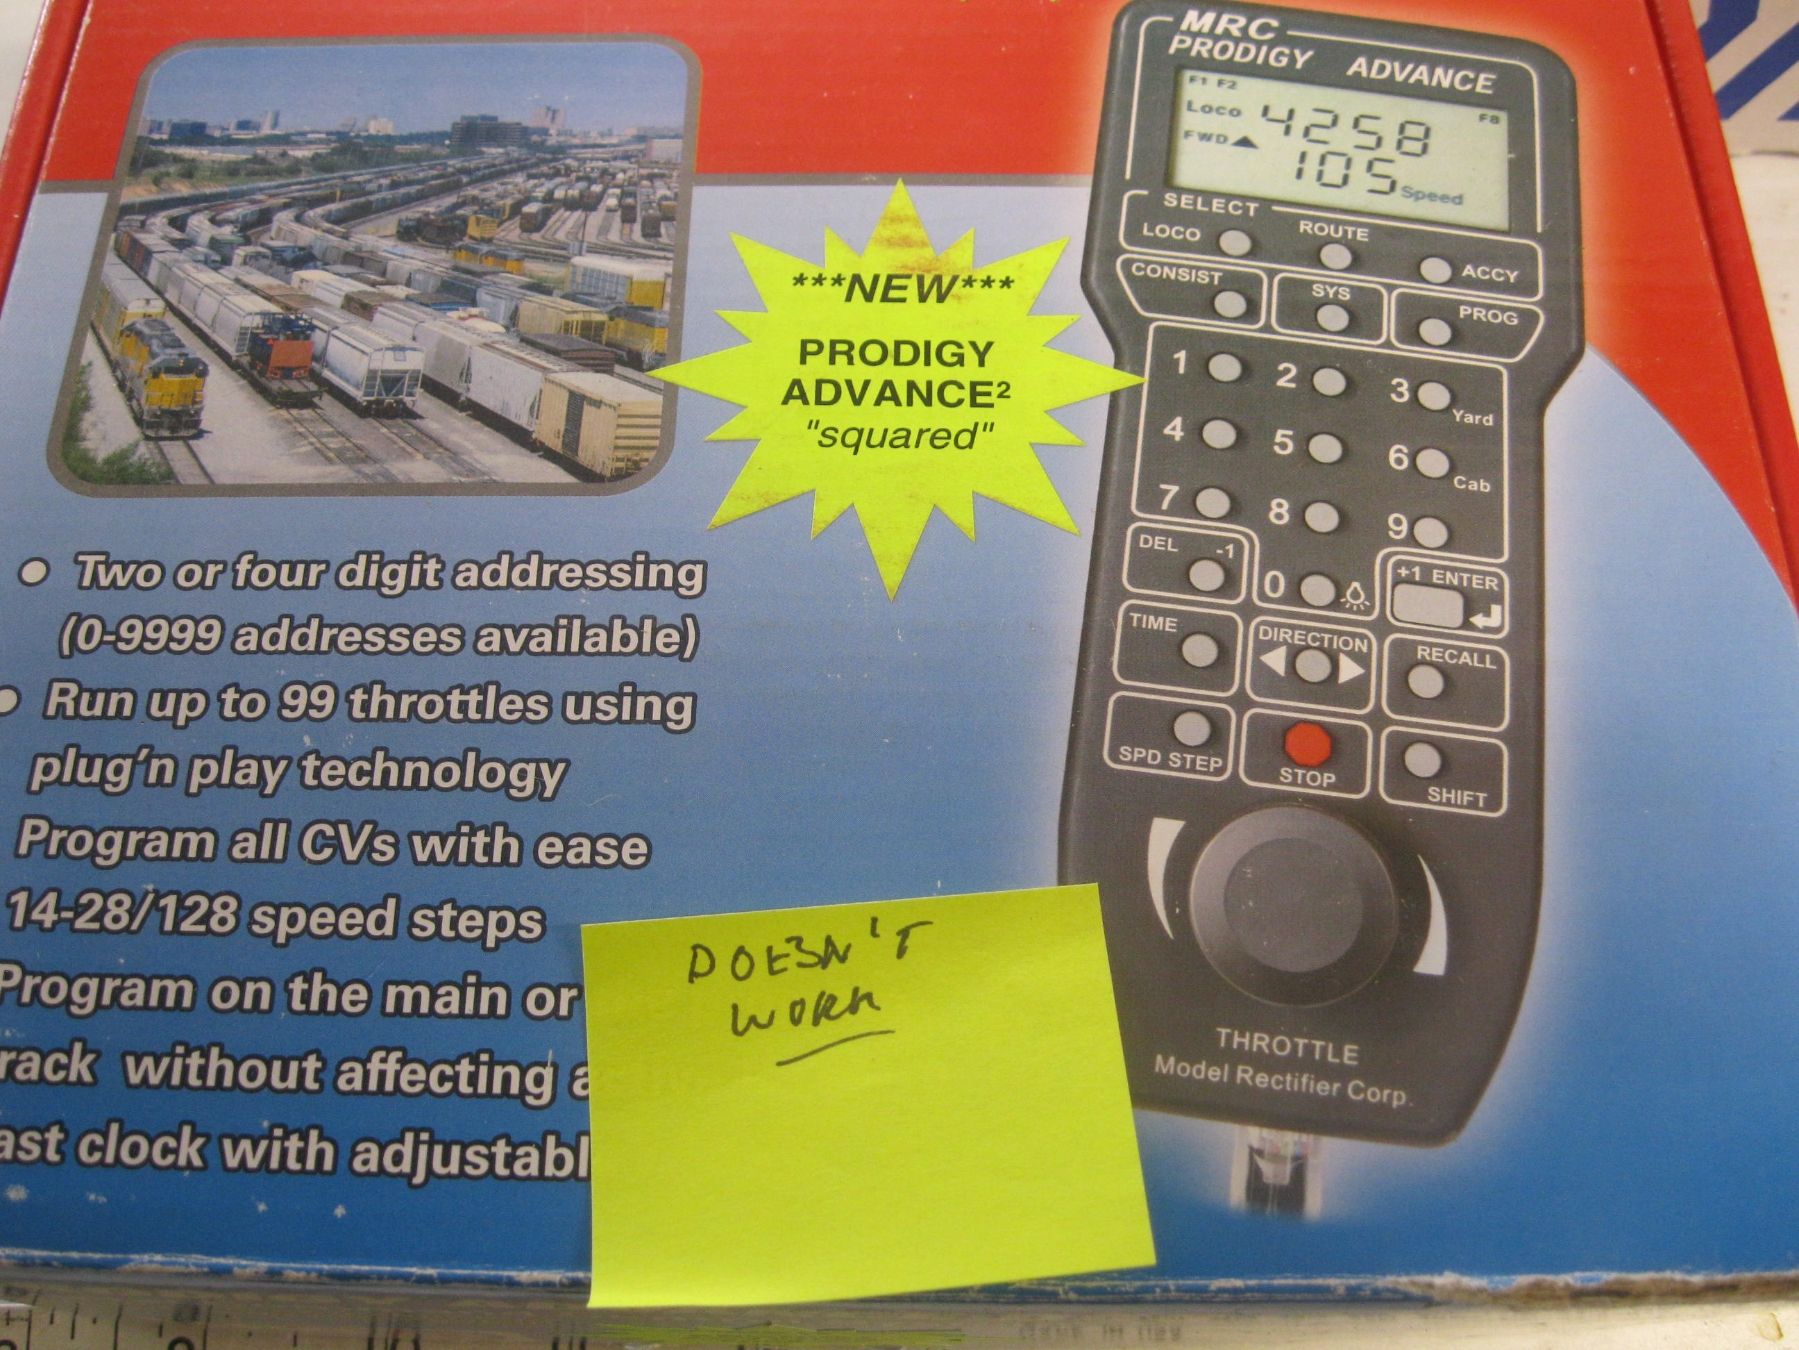 MRC
PRODIGY ADVANCE
F1 F2
F8
Loco 4258
FWD
105 Speed
SELECT
LOCO
ROUTE
ACCY
CONSIST
SYS
PROG
1
2
3
Yard
4
5
6
Cab
7
8
9
DEL -1
0
+1 ENTER
TIME
DIRECTION
RECALL
SPD STEP
STOP
SHIFT
THROTTLE
Model Rectifier Corp.
***NEW***
PRODIGY
ADVANCE²
"squared"
• Two or four digit addressing
(0-9999 addresses available)
• Run up to 99 throttles using
plug'n play technology
Program all CVs with ease
14-28/128 speed steps
Program on the main or
rack without affecting a
ast clock with adjustabl
DOESN'T
WORK